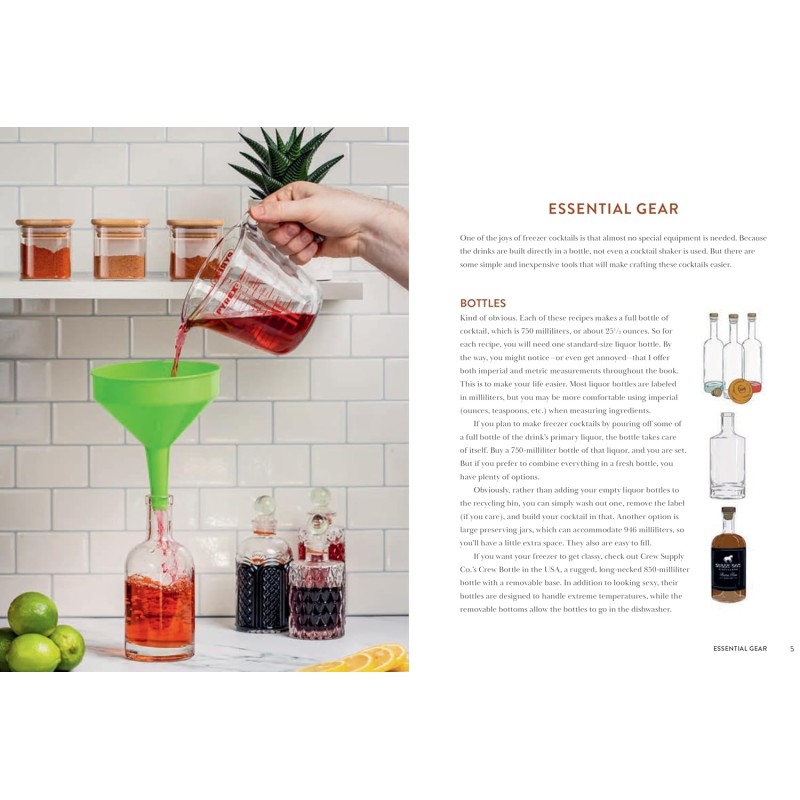 PYREX
ESSENTIAL GEAR
One of the joys of freezer cocktails is that almost no special equipment is needed. Because
the drinks are built directly in a bottle, not even a cocktail shaker is used. But there are
some simple and inexpensive tools that will make crafting these cocktails easier.
BOTTLES
Kind of obvious. Each of these recipes makes a full bottle of
cocktail, which is 750 milliliters, or about 25⅓ ounces. So for
each recipe, you will need one standard-size liquor bottle. By
the way, you might notice—or even get annoyed—that I offer
both imperial and metric measurements throughout the book.
This is to make your life easier. Most liquor bottles are labeled
in milliliters, but you may be more comfortable using imperial
(ounces, teaspoons, etc.) when measuring ingredients.
If you plan to make freezer cocktails by pouring off some of
a full bottle of the drink's primary liquor, the bottle takes care
of itself. Buy a 750-milliliter bottle of that liquor, and you are set.
But if you prefer to combine everything in a fresh bottle, you
have plenty of options.
Obviously, rather than adding your empty liquor bottles to
the recycling bin, you can simply wash out one, remove the label
(if you care), and build your cocktail in that. Another option is
large preserving jars, which can accommodate 946 milliliters, so
you'll have a little extra space. They also are easy to fill.
If you want your freezer to get classy, check out Crew Supply
Co.'s Crew Bottle in the USA, a rugged, long-necked 850-milliliter
bottle with a removable base. In addition to looking sexy, their
bottles are designed to handle extreme temperatures, while the
removable bottoms allow the bottles to go in the dishwasher.
ESSENTIAL GEAR 5